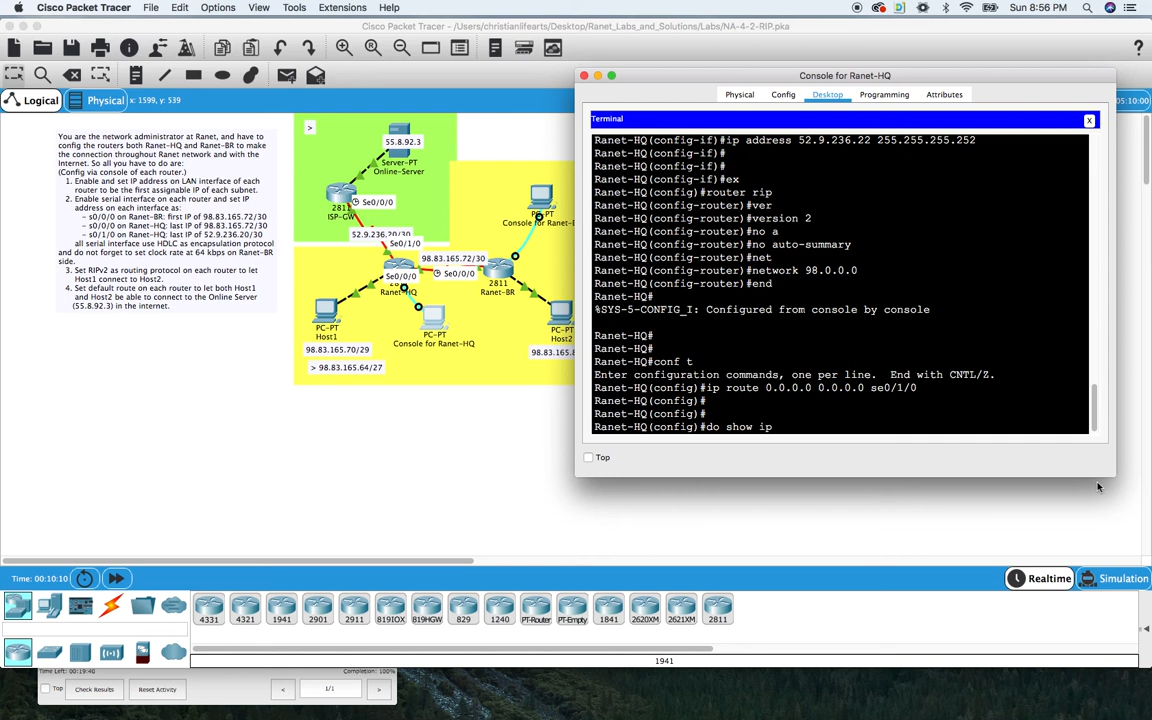 Cisco Packet Tracer File Edit Options View Tools Extensions Help Sun 8:56 PM
Cisco Packet Tracer - /Users/christianlifearts/Desktop/Ranet_Labs_and_Solutions/Labs/NA-4-2-RIP.pka
Logical Physical x: 1599, y: 539 05:10:00
You are the network administrator at Ranet, and have to
config the routers both Ranet-HQ and Ranet-BR to make
the connection throughout Ranet network and with the
Internet. So all you have to do are:
(Config via console of each router.)
1. Enable and set IP address on LAN interface of each
router to be the first assignable IP of each subnet.
2. Enable serial interface on each router and set IP
address on each interface as:
- s0/0/0 on Ranet-BR: first IP of 98.83.165.72/30
- s0/0/0 on Ranet-HQ: last IP of 98.83.165.72/30
- s0/1/0 on Ranet-HQ: last IP of 52.9.236.20/30
all serial interface use HDLC as encapsulation protocol
and do not forget to set clock rate at 64 kbps on Ranet-BR
side.
3. Set RIPv2 as routing protocol on each router to let
Host1 connect to Host2.
4. Set default route on each router to let both Host1
and Host2 be able to connect to the Online Server
(55.8.92.3) in the internet.
>
55.8.92.3
Server-PT
Online-Server
2811
ISP-GW
Se0/0/0
52.9.236.20/30
Se0/1/0
Console for Ranet-
98.83.165.72/30
Se0/0/0
Se0/0/0
Ranet-HQ
2811
Ranet-BR
PC-PT
Host1
PC-PT
Console for Ranet-HQ
PC-PT
Host2
98.83.165.70/29
98.83.165.
> 98.83.165.64/27
Console for Ranet-HQ
Physical Config Desktop Programming Attributes
Terminal X
Ranet-HQ(config-if)#ip address 52.9.236.22 255.255.255.252
Ranet-HQ(config-if)#
Ranet-HQ(config-if)#
Ranet-HQ(config-if)#ex
Ranet-HQ(config)#router rip
Ranet-HQ(config-router)#ver
Ranet-HQ(config-router)#version 2
Ranet-HQ(config-router)#no a
Ranet-HQ(config-router)#no auto-summary
Ranet-HQ(config-router)#net
Ranet-HQ(config-router)#network 98.0.0.0
Ranet-HQ(config-router)#end
Ranet-HQ#
%SYS-5-CONFIG_I: Configured from console by console
Ranet-HQ#
Ranet-HQ#
Ranet-HQ#conf t
Enter configuration commands, one per line. End with CNTL/Z.
Ranet-HQ(config)#ip route 0.0.0.0 0.0.0.0 se0/1/0
Ranet-HQ(config)#
Ranet-HQ(config)#
Ranet-HQ(config)#do show ip
Top
Time: 00:10:10 Realtime Simulation
4331 4321 1941 2901 2911 819IOX 819HGW 829 1240 PT-Router PT-Empty 1841 2620XM 2621XM 2811
1941
Time Left: 00:19:40 Completion: 100%
Top Check Results Reset Activity < 1/1 >